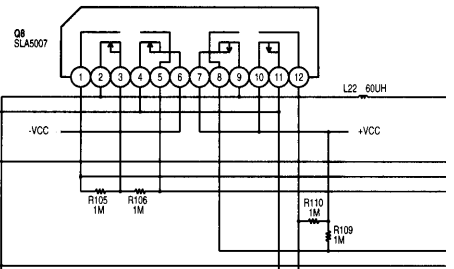 Q8
SLA5007
1 2 3 4 5 6 7 8 9 10 11 12
L22 60UH
-VCC +VCC
R105 1M
R106 1M
R110 1M
R109 1M